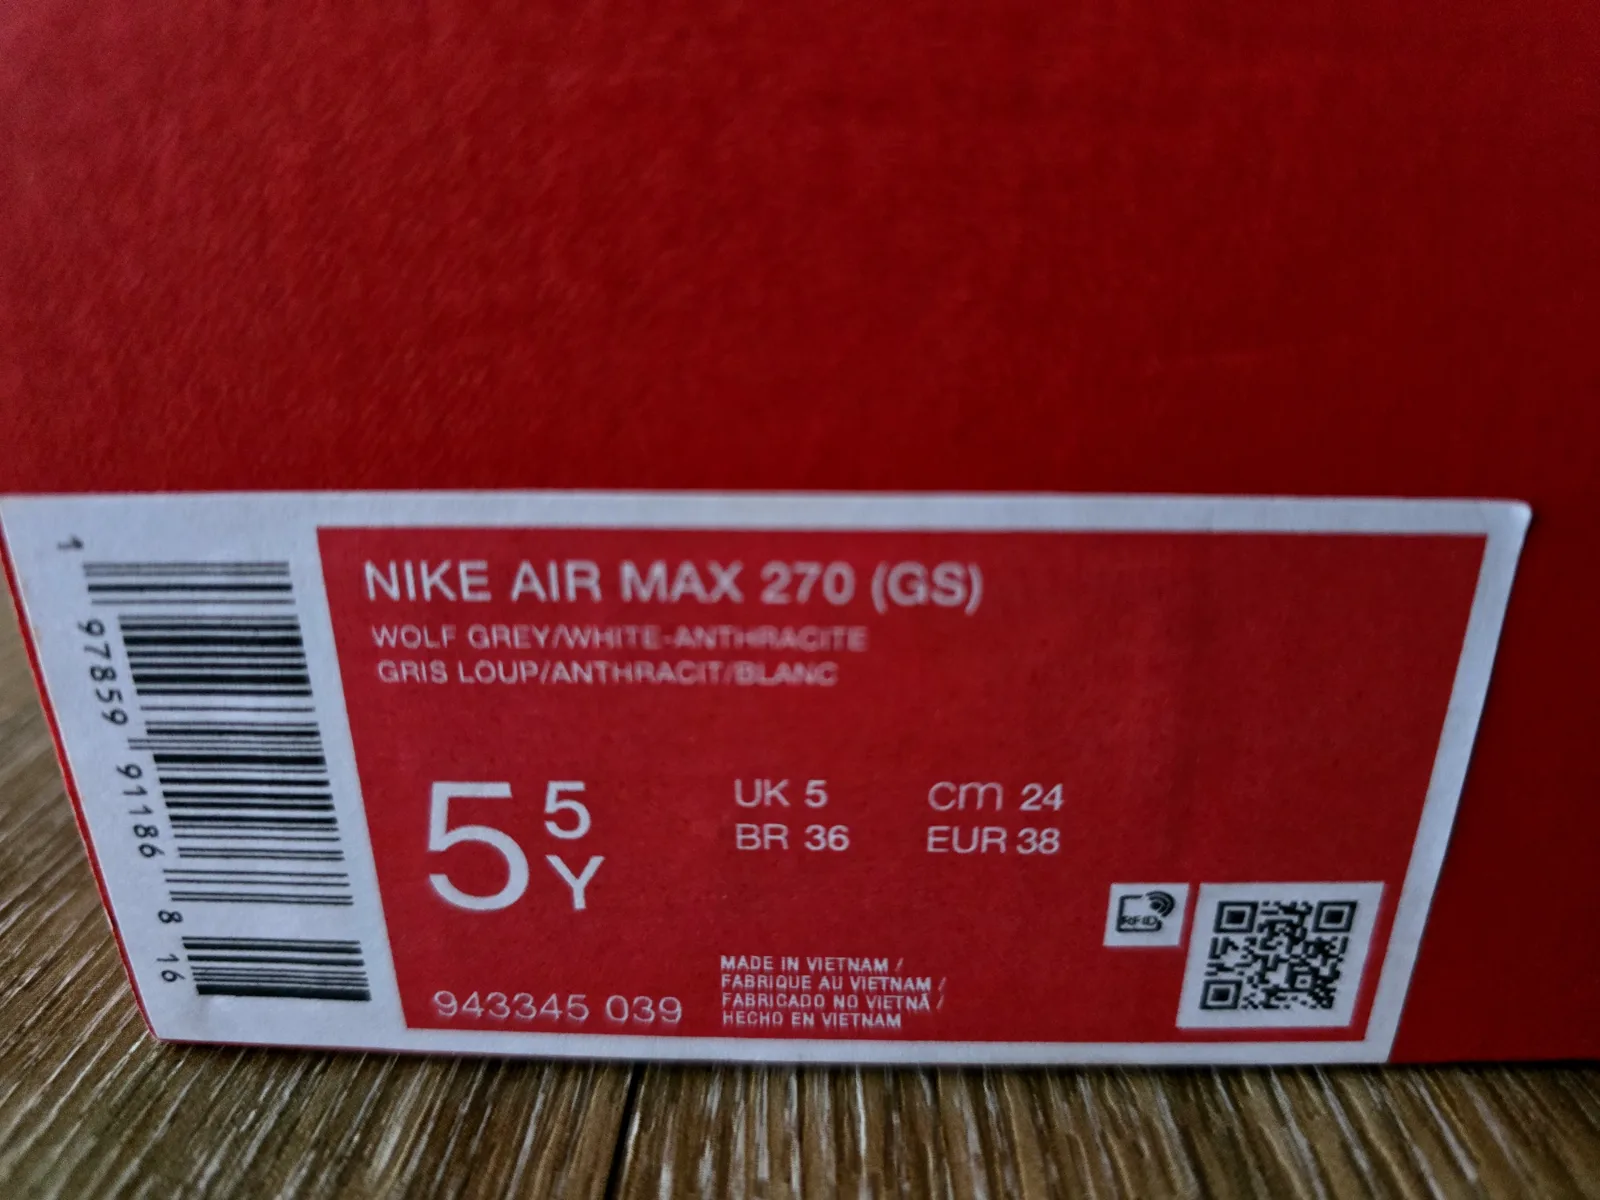 NIKE AIR MAX 270 (GS)
WOLF GREY/WHITE-ANTHRACITE
GRIS LOUP/ANTHRACIT/BLANC
5 5 Y
UK 5 cm 24
BR 36 EUR 38
RFID
943345 039
MADE IN VIETNAM /
FABRIQUE AU VIETNAM /
FABRICADO NO VIETNÃ /
HECHO EN VIETNAM
1 97859 91186 8 16